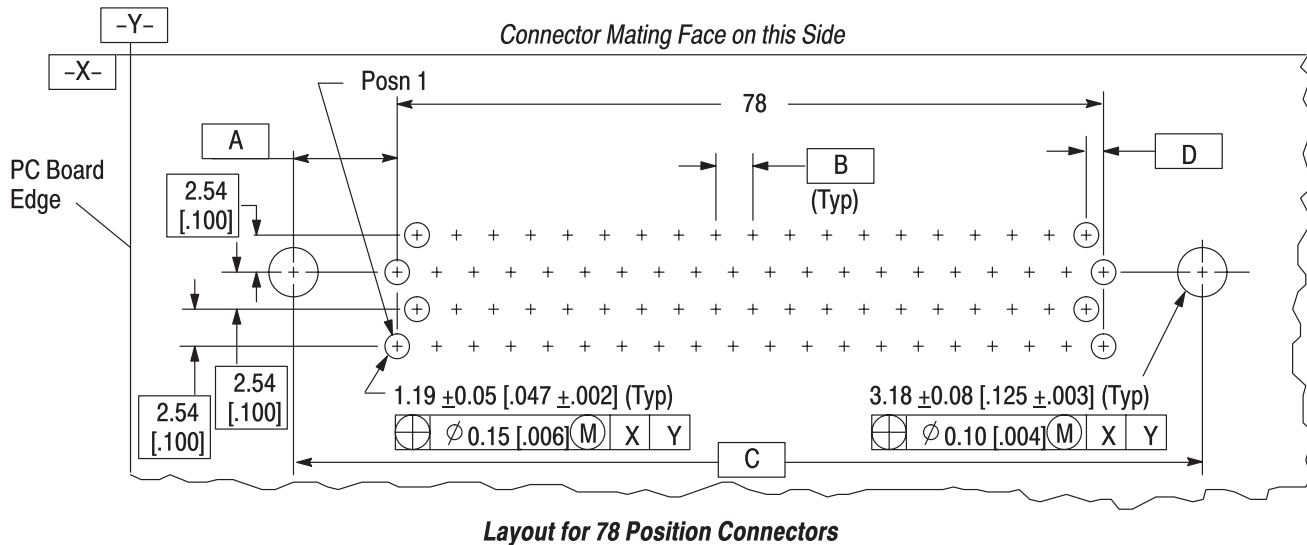 -Y-
Connector Mating Face on this Side
-X-
Posn 1
78
A
B
(Typ)
D
PC Board
Edge
2.54
[.100]
2.54
[.100]
2.54
[.100]
1.19 ±0.05 [.047 ±.002] (Typ)
⌖ ∅ 0.15 [.006] Ⓜ X Y
3.18 ±0.08 [.125 ±.003] (Typ)
⌖ ∅ 0.10 [.004] Ⓜ X Y
C
Layout for 78 Position Connectors